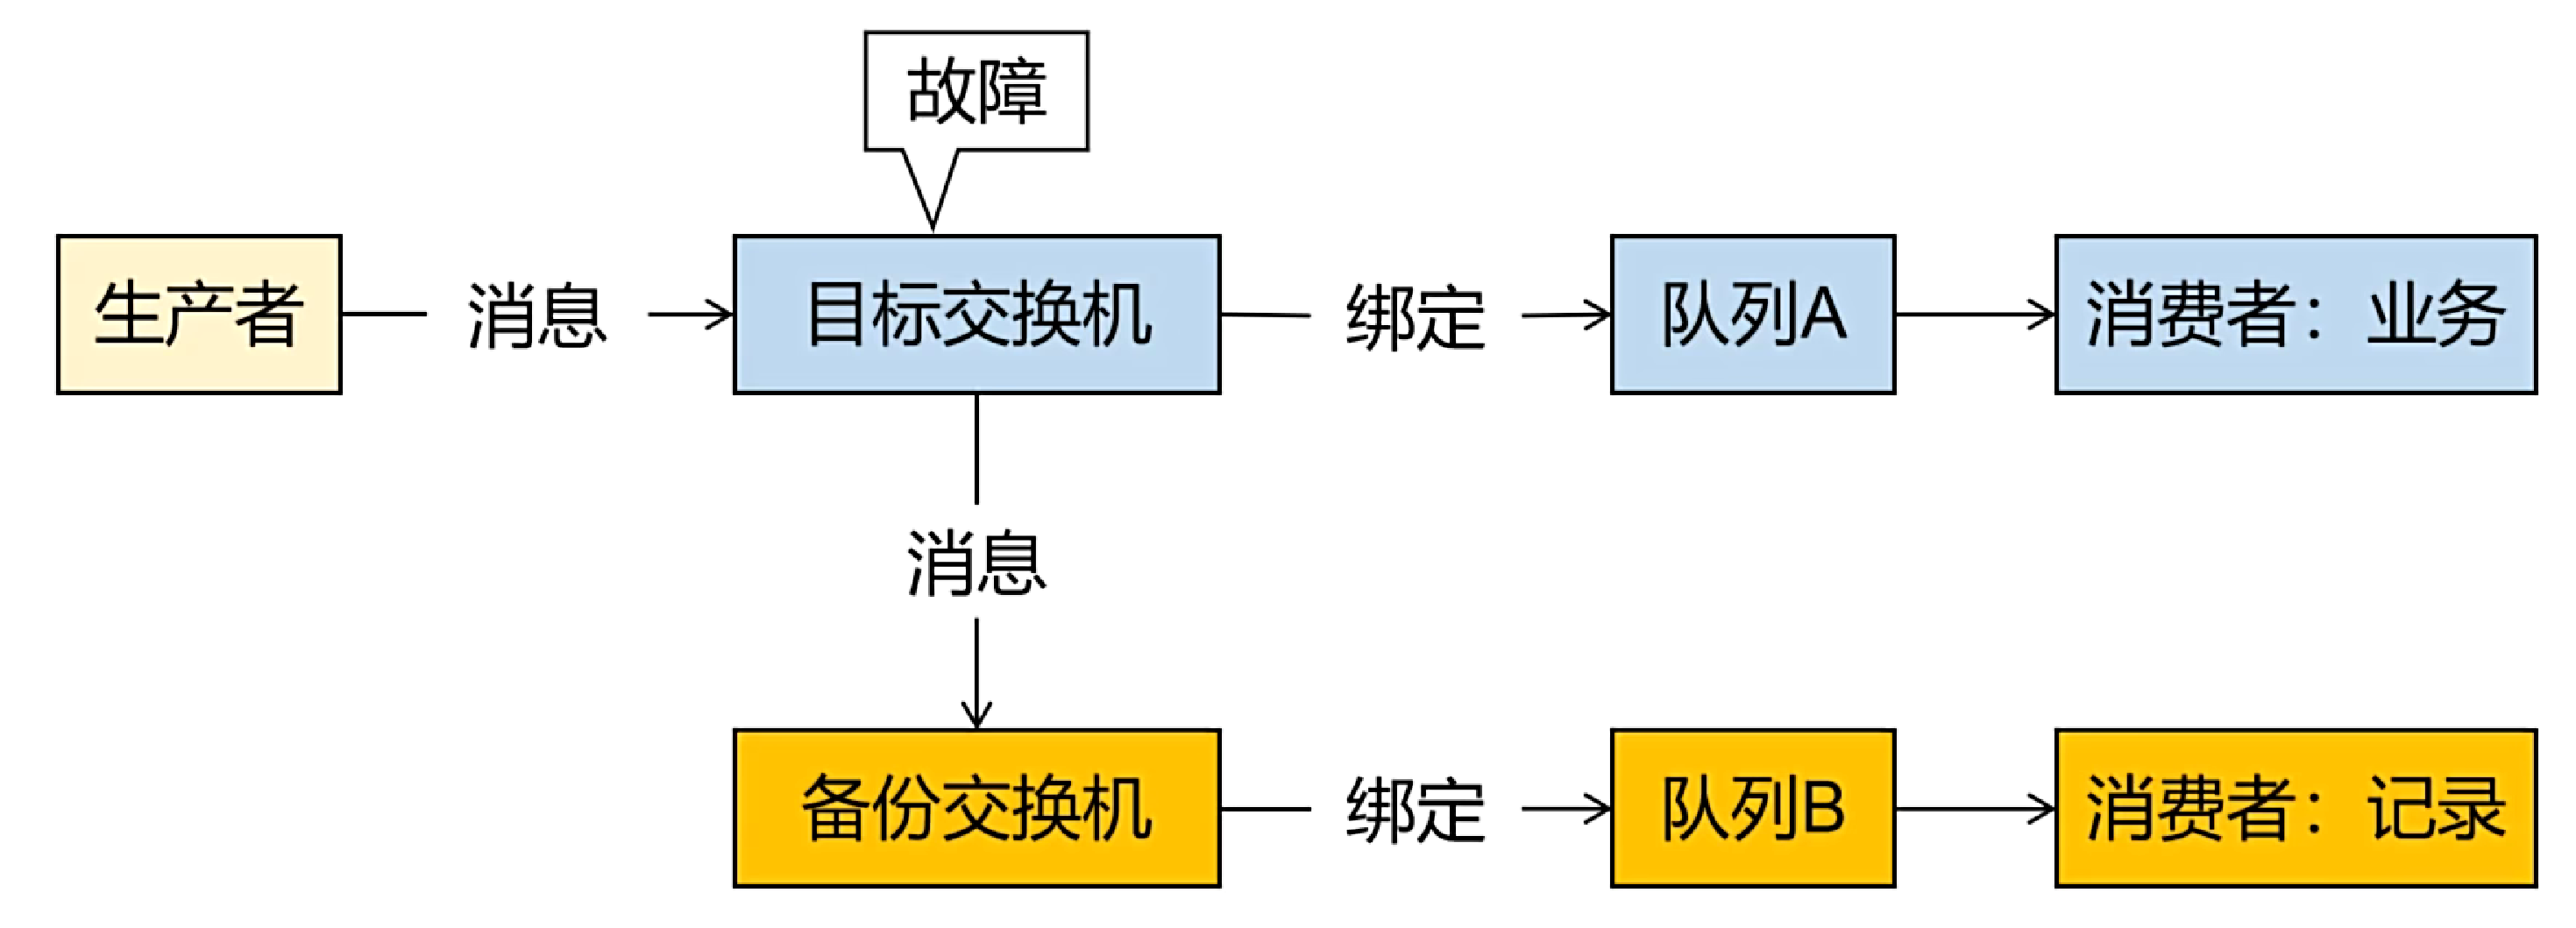 故障
生产者
消息
目标交换机
绑定
队列A
消费者：业务
消息
备份交换机
绑定
队列B
消费者：记录